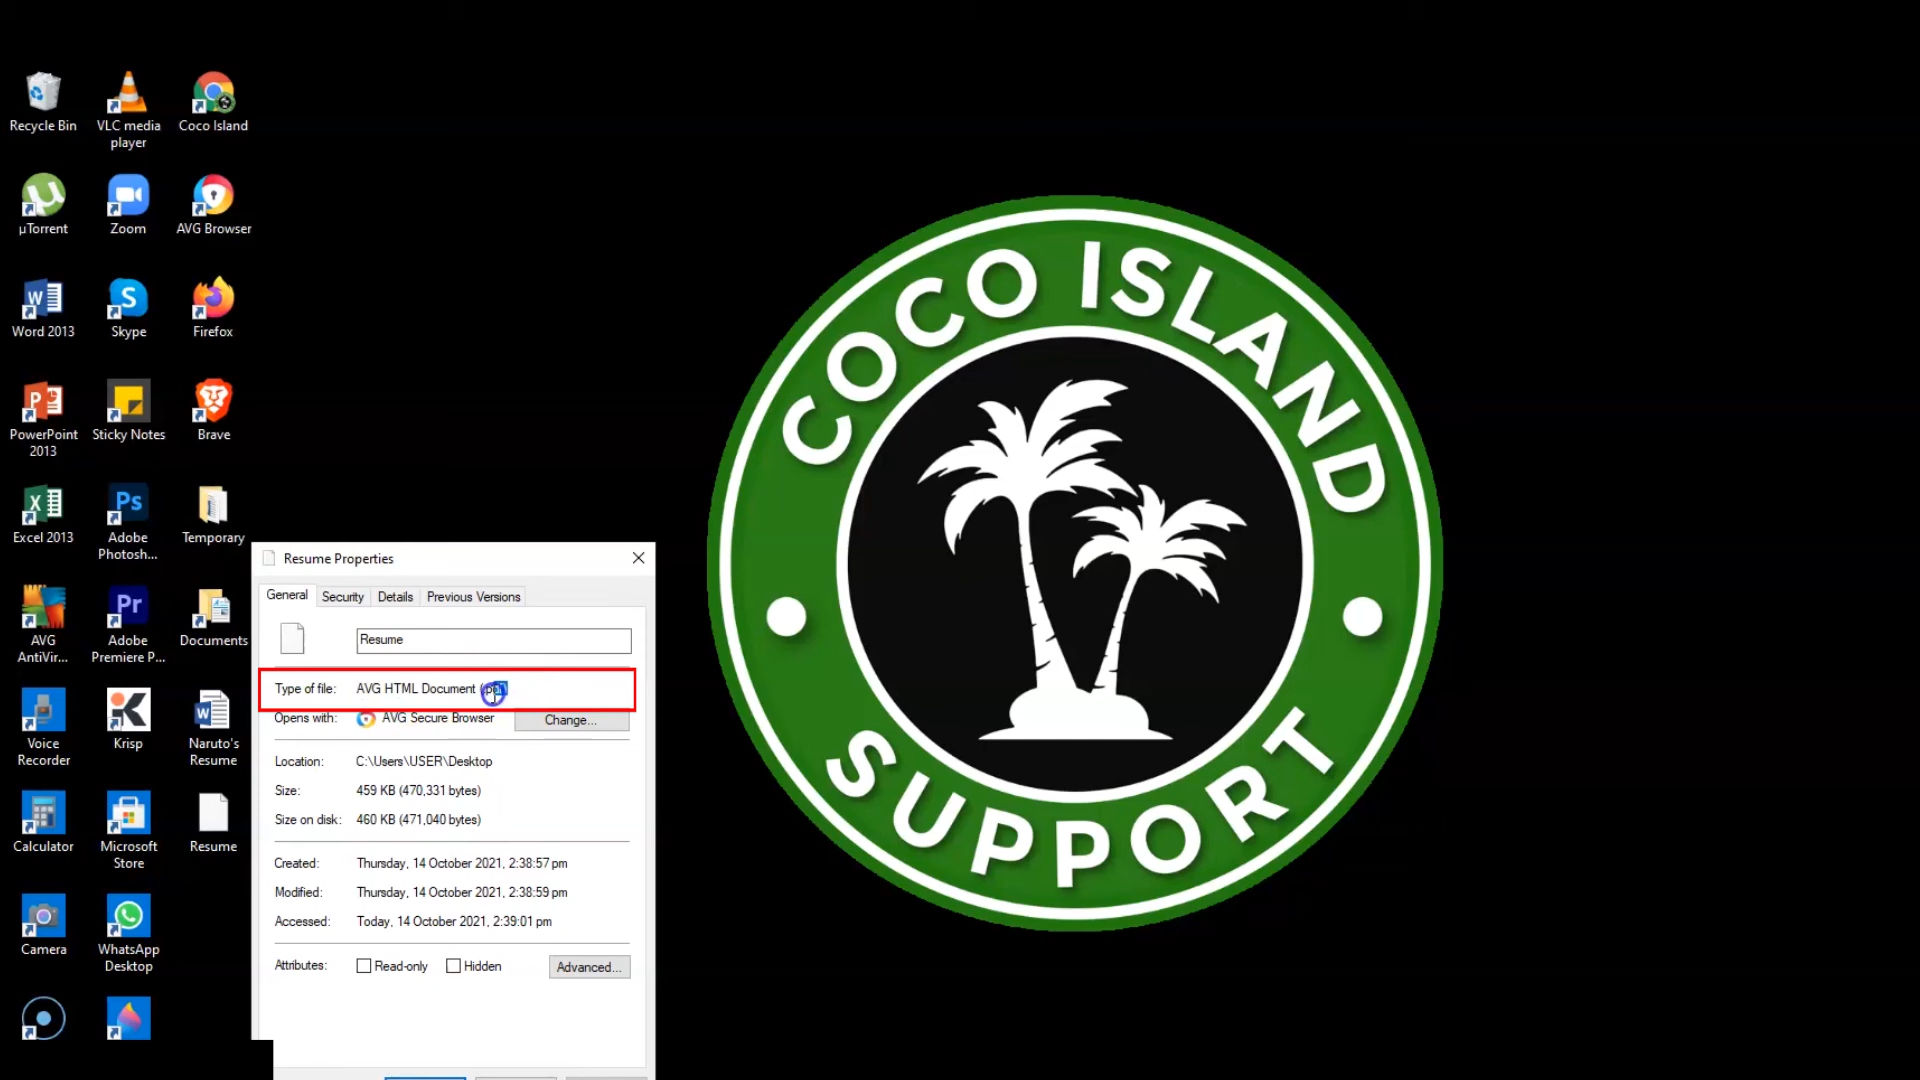 Recycle Bin
VLC media
player
Coco Island
µTorrent
Zoom
AVG Browser
Word 2013
Skype
Firefox
PowerPoint
2013
Sticky Notes
Brave
Excel 2013
Adobe
Photosh...
Temporary
AVG
AntiVir...
Adobe
Premiere P...
Documents
Voice
Recorder
Krisp
Naruto's
Resume
Calculator
Microsoft
Store
Resume
Camera
WhatsApp
Desktop
Resume Properties
General Security Details Previous Versions
Resume
Type of file: AVG HTML Document
Opens with: AVG Secure Browser Change...
Location: C:\Users\USER\Desktop
Size: 459 KB (470,331 bytes)
Size on disk: 460 KB (471,040 bytes)
Created: Thursday, 14 October 2021, 2:38:57 pm
Modified: Thursday, 14 October 2021, 2:38:59 pm
Accessed: Today, 14 October 2021, 2:39:01 pm
Attributes: Read-only Hidden Advanced...
COCO ISLAND
SUPPORT